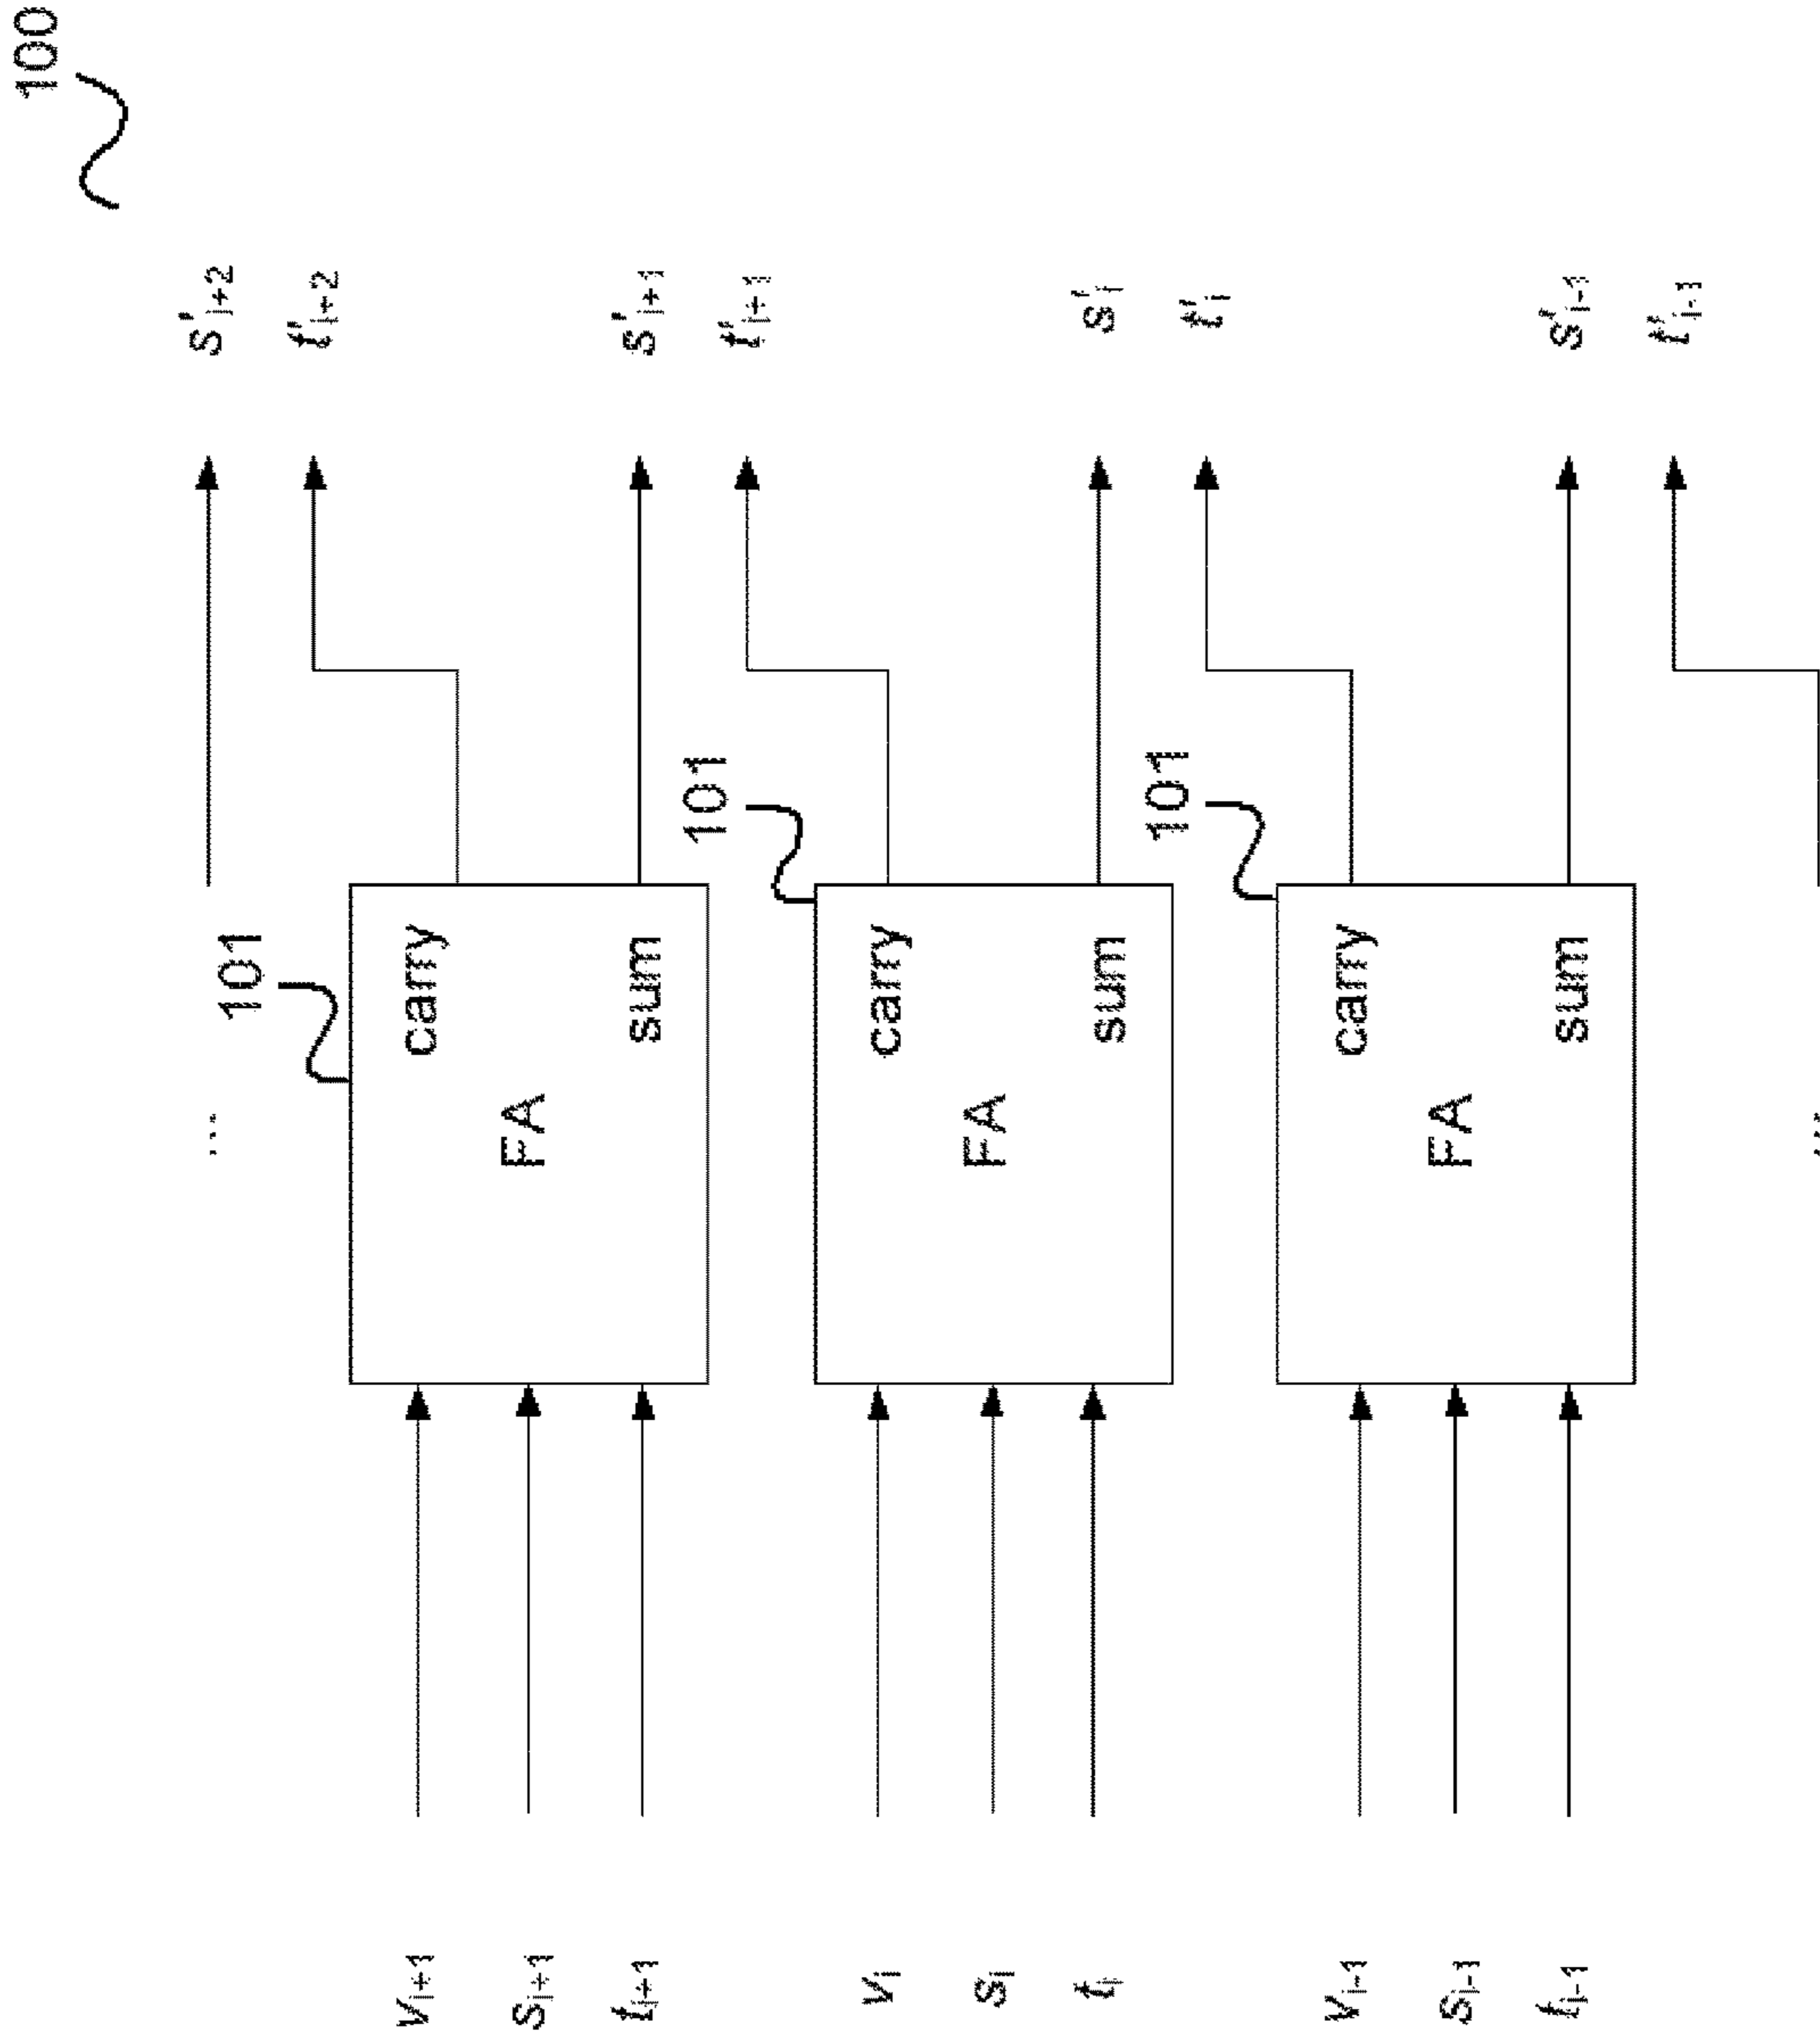 100
s'i+2
t'i+2
s'i+1
t'i+1
s'i
t'i
s'i-1
t'i-1
101
101
101
...
carry
FA
sum
carry
FA
sum
carry
FA
sum
...
vi+1
si+1
ti+1
vi
si
ti
vi-1
si-1
ti-1